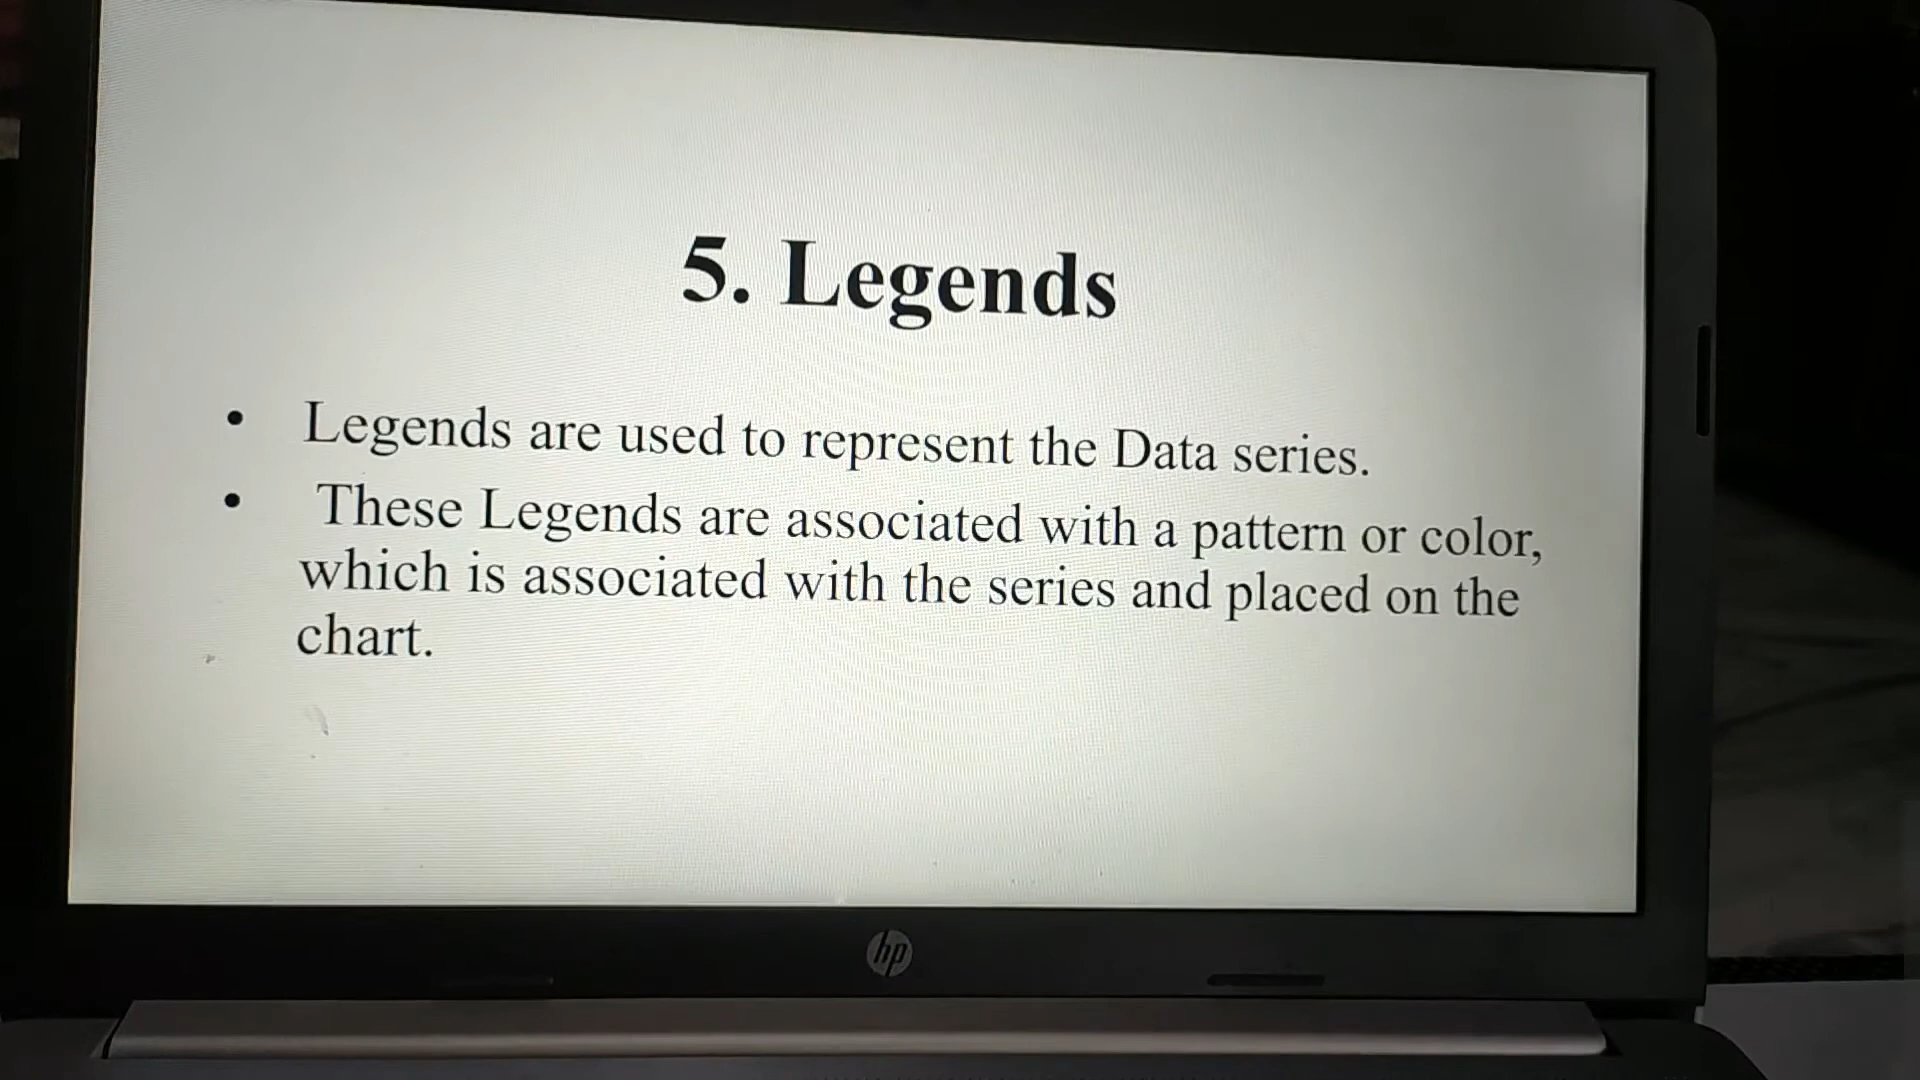 5. Legends
• Legends are used to represent the Data series.
• These Legends are associated with a pattern or color,
which is associated with the series and placed on the
chart.
hp